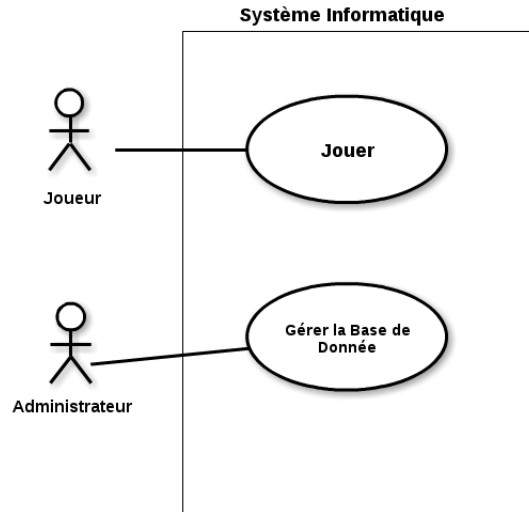 Système Informatique
Jouer
Joueur
Gérer la Base de
Donnée
Administrateur